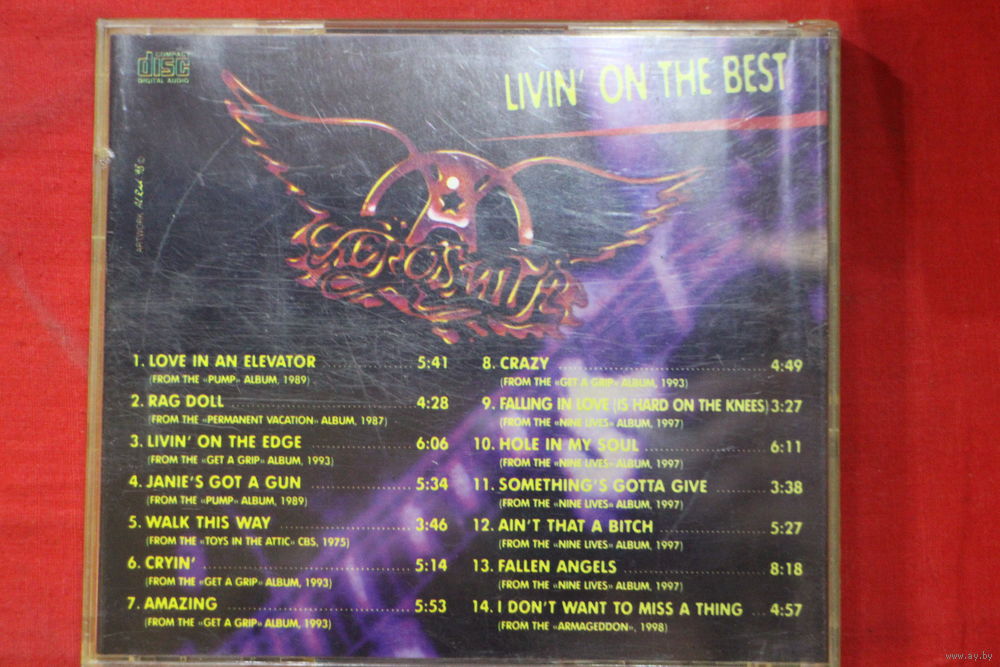 COMPACT
disc
DIGITAL AUDIO
LIVIN' ON THE BEST
AEROSMITH
1. LOVE IN AN ELEVATOR 5:41
(FROM THE «PUMP» ALBUM, 1989)
2. RAG DOLL 4:28
(FROM THE «PERMANENT VACATION» ALBUM, 1987)
3. LIVIN' ON THE EDGE 6:06
(FROM THE «GET A GRIP» ALBUM, 1993)
4. JANIE'S GOT A GUN 5:34
(FROM THE «PUMP» ALBUM, 1989)
5. WALK THIS WAY 3:46
(FROM THE «TOYS IN THE ATTIC» CBS, 1975)
6. CRYIN' 5:14
(FROM THE «GET A GRIP» ALBUM, 1993)
7. AMAZING 5:53
(FROM THE «GET A GRIP» ALBUM, 1993)
8. CRAZY 4:49
(FROM THE «GET A GRIP» ALBUM, 1993)
9. FALLING IN LOVE (IS HARD ON THE KNEES) 3:27
(FROM THE «NINE LIVES» ALBUM, 1997)
10. HOLE IN MY SOUL 6:11
(FROM THE «NINE LIVES» ALBUM, 1997)
11. SOMETHING'S GOTTA GIVE 3:38
(FROM THE «NINE LIVES» ALBUM, 1997)
12. AIN'T THAT A BITCH 5:27
(FROM THE «NINE LIVES» ALBUM, 1997)
13. FALLEN ANGELS 8:18
(FROM THE «NINE LIVES» ALBUM, 1997)
14. I DON'T WANT TO MISS A THING 4:57
(FROM THE «ARMAGEDDON», 1998)
ARTWORK 98 ©
www.ay.by